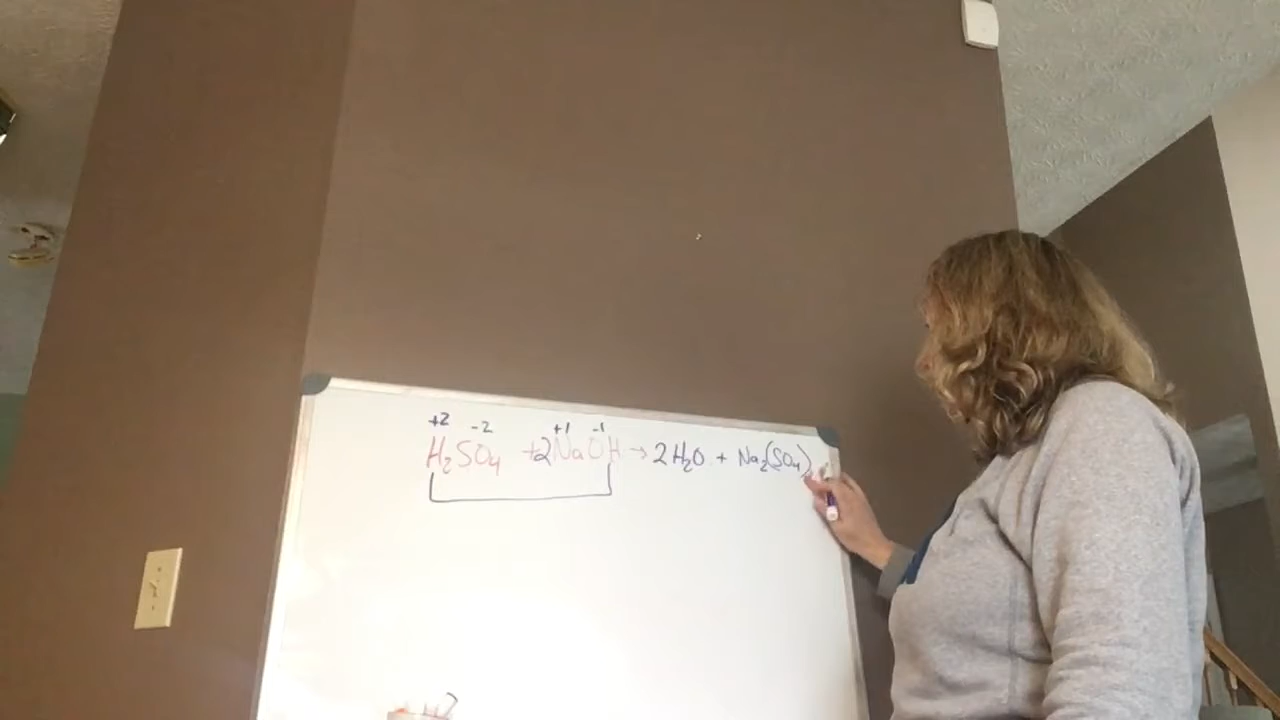 +2 -2 +1 -1
H₂SO₄ +2NaOH → 2H₂O + Na₂(SO₄)